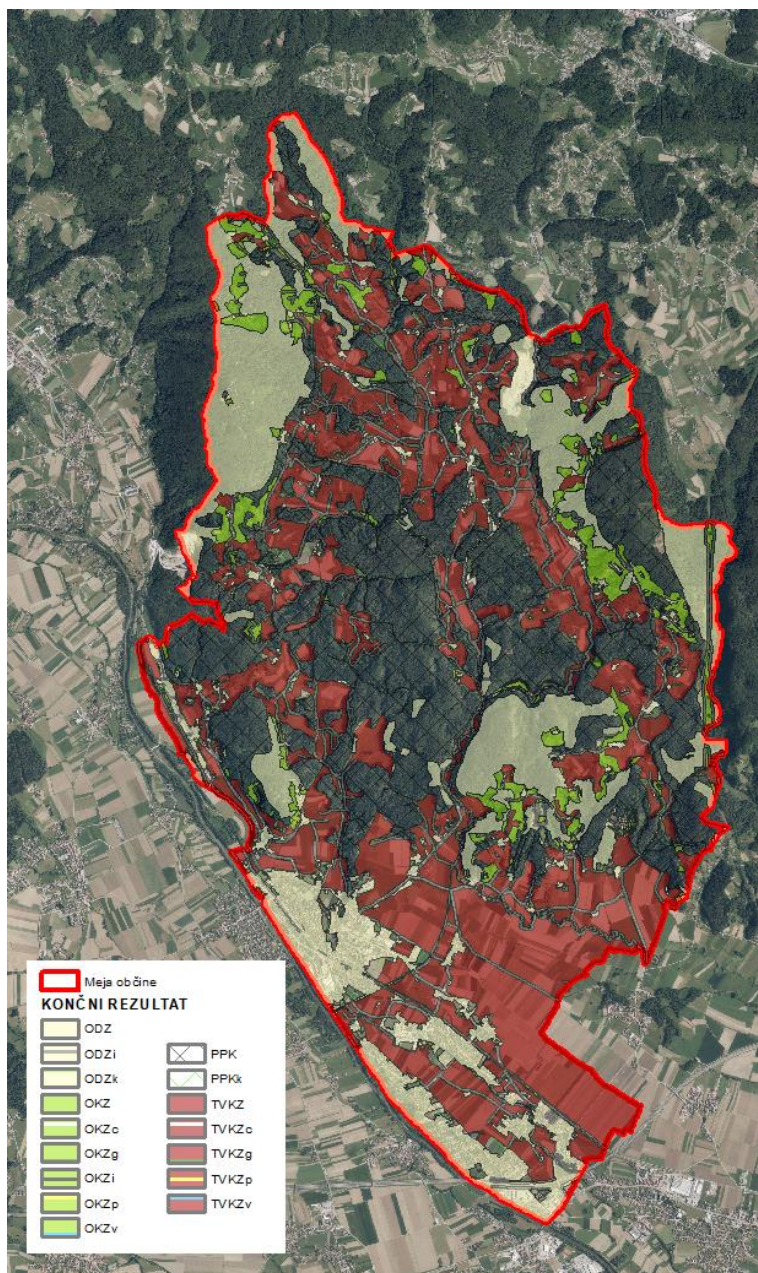 Meja občine
KONČNI REZULTAT
ODZ
ODZi
ODZk
OKZ
OKZc
OKZg
OKZi
OKZp
OKZv
PPK
PPKk
TVKZ
TVKZc
TVKZg
TVKZp
TVKZv